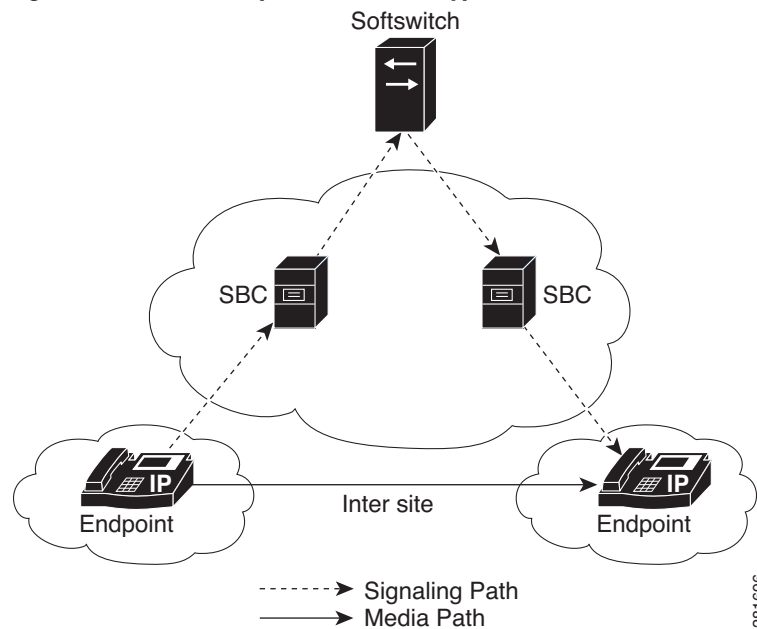 Softswitch
SBC
SBC
IP
IP
Endpoint
Inter site
Endpoint
Signaling Path
Media Path